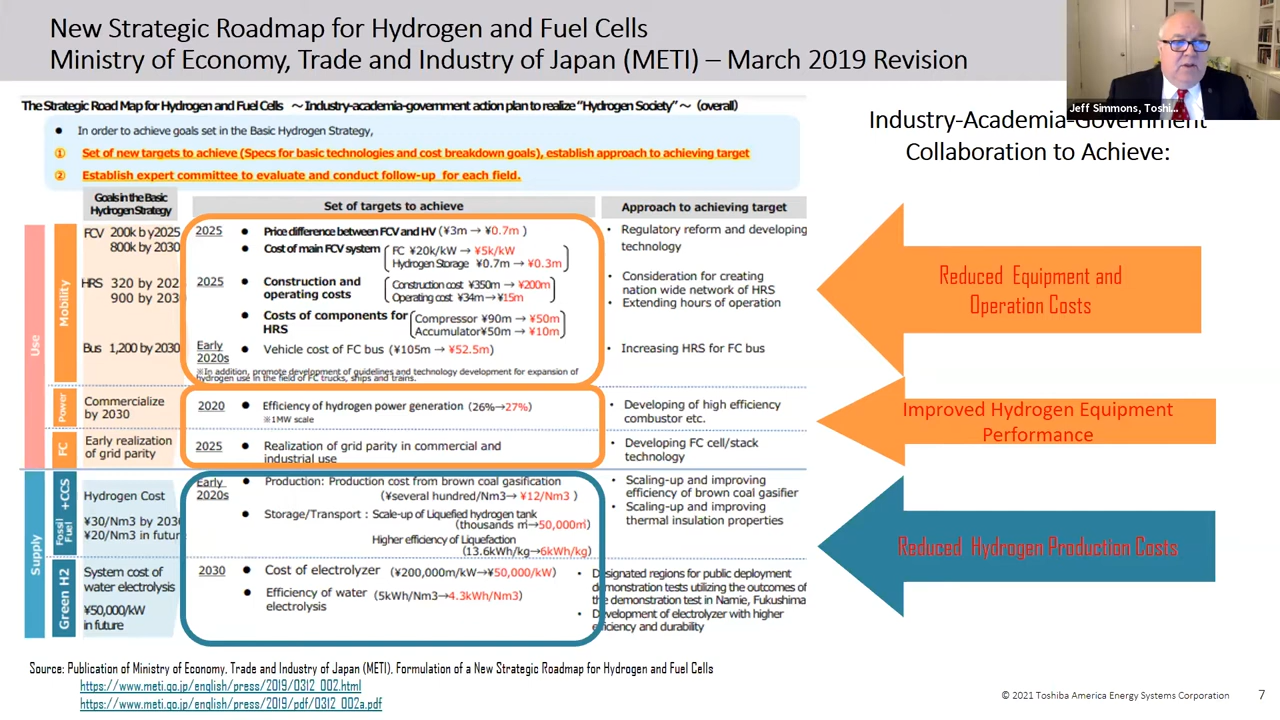 New Strategic Roadmap for Hydrogen and Fuel Cells
Ministry of Economy, Trade and Industry of Japan (METI) – March 2019 Revision
Jeff Simmons, Toshi...
The Strategic Road Map for Hydrogen and Fuel Cells ～Industry-academia-government action plan to realize "Hydrogen Society"～ (overall)
● In order to achieve goals set in the Basic Hydrogen Strategy,
① Set of new targets to achieve (Specs for basic technologies and cost breakdown goals), establish approach to achieving target
② Establish expert committee to evaluate and conduct follow-up for each field.
Industry-Academia-Government
Collaboration to Achieve:
Goals in the Basic
Hydrogen Strategy
Set of targets to achieve
Approach to achieving target
Use
Mobility
FCV 200k by2025
800k by 2030
HRS 320 by 202
900 by 203
Bus 1,200 by 2030
2025
● Price difference between FCV and HV (¥3m → ¥0.7m)
● Cost of main FCV system
FC ¥20k/kW → ¥5k/kW
Hydrogen Storage ¥0.7m → ¥0.3m
2025
● Construction and
operating costs
Construction cost ¥350m → ¥200m
Operating cost ¥34m→¥15m
● Costs of components for
HRS
Compressor ¥90m → ¥50m
Accumulator¥50m → ¥10m
Early
2020s
● Vehicle cost of FC bus (¥105m → ¥52.5m)
※In addition, promote development of guidelines and technology development for expansion of
hydrogen use in the field of FC trucks, ships and trains.
• Regulatory reform and developing
technology
• Consideration for creating
nation wide network of HRS
• Extending hours of operation
• Increasing HRS for FC bus
Power
Commercialize
by 2030
2020
● Efficiency of hydrogen power generation (26%→27%)
※1MW scale
• Developing of high efficiency
combustor etc.
FC
Early realization
of grid parity
2025
● Realization of grid parity in commercial and
industrial use
• Developing FC cell/stack
technology
Supply
Fossil
Fuel
+CCS
Hydrogen Cost
¥30/Nm3 by 203
¥20/Nm3 in futur
Early
2020s
● Production: Production cost from brown coal gasification
(¥several hundred/Nm3→ ¥12/Nm3 )
● Storage/Transport : Scale-up of Liquefied hydrogen tank
(thousands ㎥→50,000㎥)
Higher efficiency of Liquefaction
(13.6kWh/kg→6kWh/kg)
• Scaling-up and improving
efficiency of brown coal gasifier
• Scaling-up and improving
thermal insulation properties
Green H2
System cost of
water electrolysis
¥50,000/kW
in future
2030
● Cost of electrolyzer (¥200,000m/kW→¥50,000/kW)
● Efficiency of water
electrolysis
(5kWh/Nm3→4.3kWh/Nm3)
• Designated regions for public deployment
demonstration tests utilizing the outcomes of
the demonstration test in Namie, Fukushima
• Development of electrolyzer with higher
efficiency and durability
Reduced Equipment and
Operation Costs
Improved Hydrogen Equipment
Performance
Reduced Hydrogen Production Costs
Source: Publication of Ministry of Economy, Trade and Industry of Japan (METI), Formulation of a New Strategic Roadmap for Hydrogen and Fuel Cells
https://www.meti.go.jp/english/press/2019/0312_002.html
https://www.meti.go.jp/english/press/2019/pdf/0312_002a.pdf
© 2021 Toshiba America Energy Systems Corporation
7